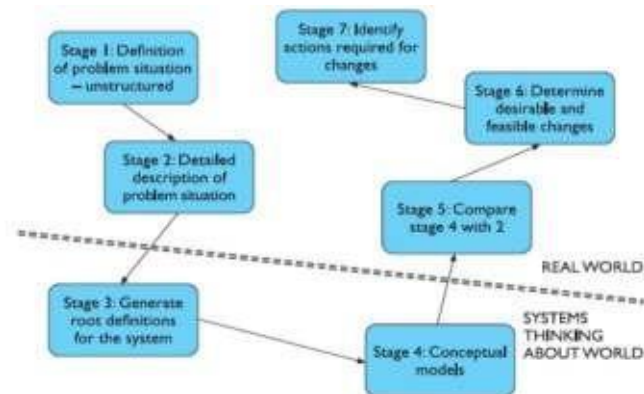 Stage 1: Definition
of problem situation
– unstructured
Stage 2: Detailed
description of
problem situation
Stage 3: Generate
root definitions
for the system
Stage 4: Conceptual
models
Stage 5: Compare
stage 4 with 2
Stage 6: Determine
desirable and
feasible changes
Stage 7: Identify
actions required for
changes
REAL WORLD
SYSTEMS
THINKING
ABOUT WORLD